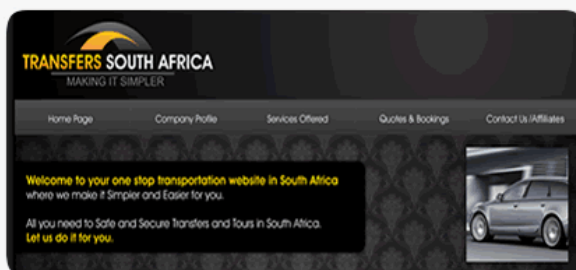 TRANSFERS SOUTH AFRICA
MAKING IT SIMPLER
Home Page Company Profile Services Offered Quotes & Bookings Contact Us /Affiliates
Welcome to your one stop transportation website in South Africa
where we make it Simpler and Easier for you.
All you need to Safe and Secure Transfers and Tours in South Africa.
Let us do it for you.